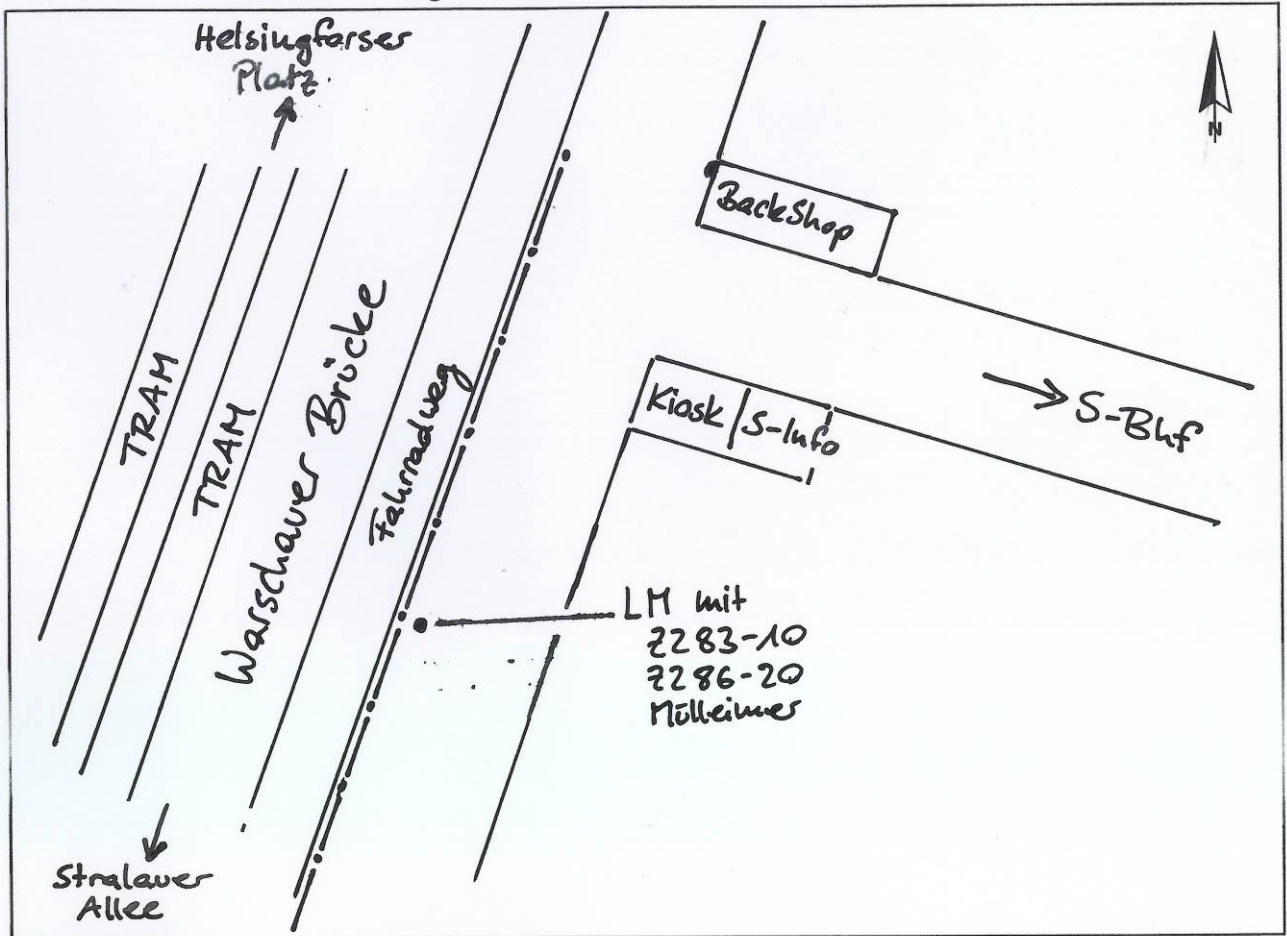 Helsingforser
Platz
N
BackShop
TRAM
TRAM
Warschauer Brücke
Fahrradweg
Kiosk
S-Info
S-Bhf
LM mit
Z283-10
Z286-20
Mülleimer
Stralauer
Allee